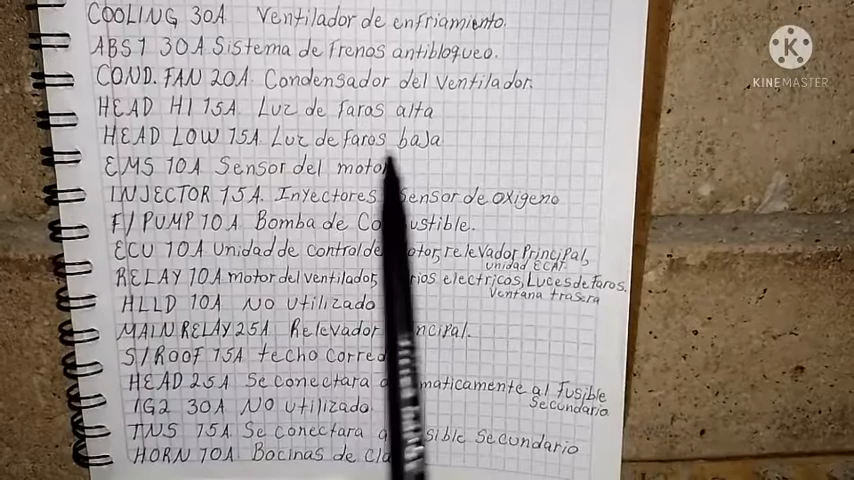 COOLING 30A Ventilador de enfriamiento.
ABS 1 30A Sistema de Frenos antibloqueo.
COND. FAN 20A Condensador del Ventilador.
HEAD HI 15A. Luz de faros alta
HEAD LOW 15A. Luz de faros baja
EMS 10A Sensor del motor
INJECTOR 15A. Inyectores sensor de oxigeno
F/PUMP 10 A Bomba de
ECU 10A unidad de control de relevador Principal,
unidad ECAT
RELAY 10A motor del ventilador, electricos, Luces de Faros.
Ventana trasera
HLLD 10A NO utilizado
MAIN RELAY 25A Relevador
S/ROOF 15A techo
HEAD 25A Se conectara al Fusible
secundario
IG2 30A NO utilizado
TNS 15A. Se conectara secundario
HORN 10A. Bocinas de
K
KINEMASTER